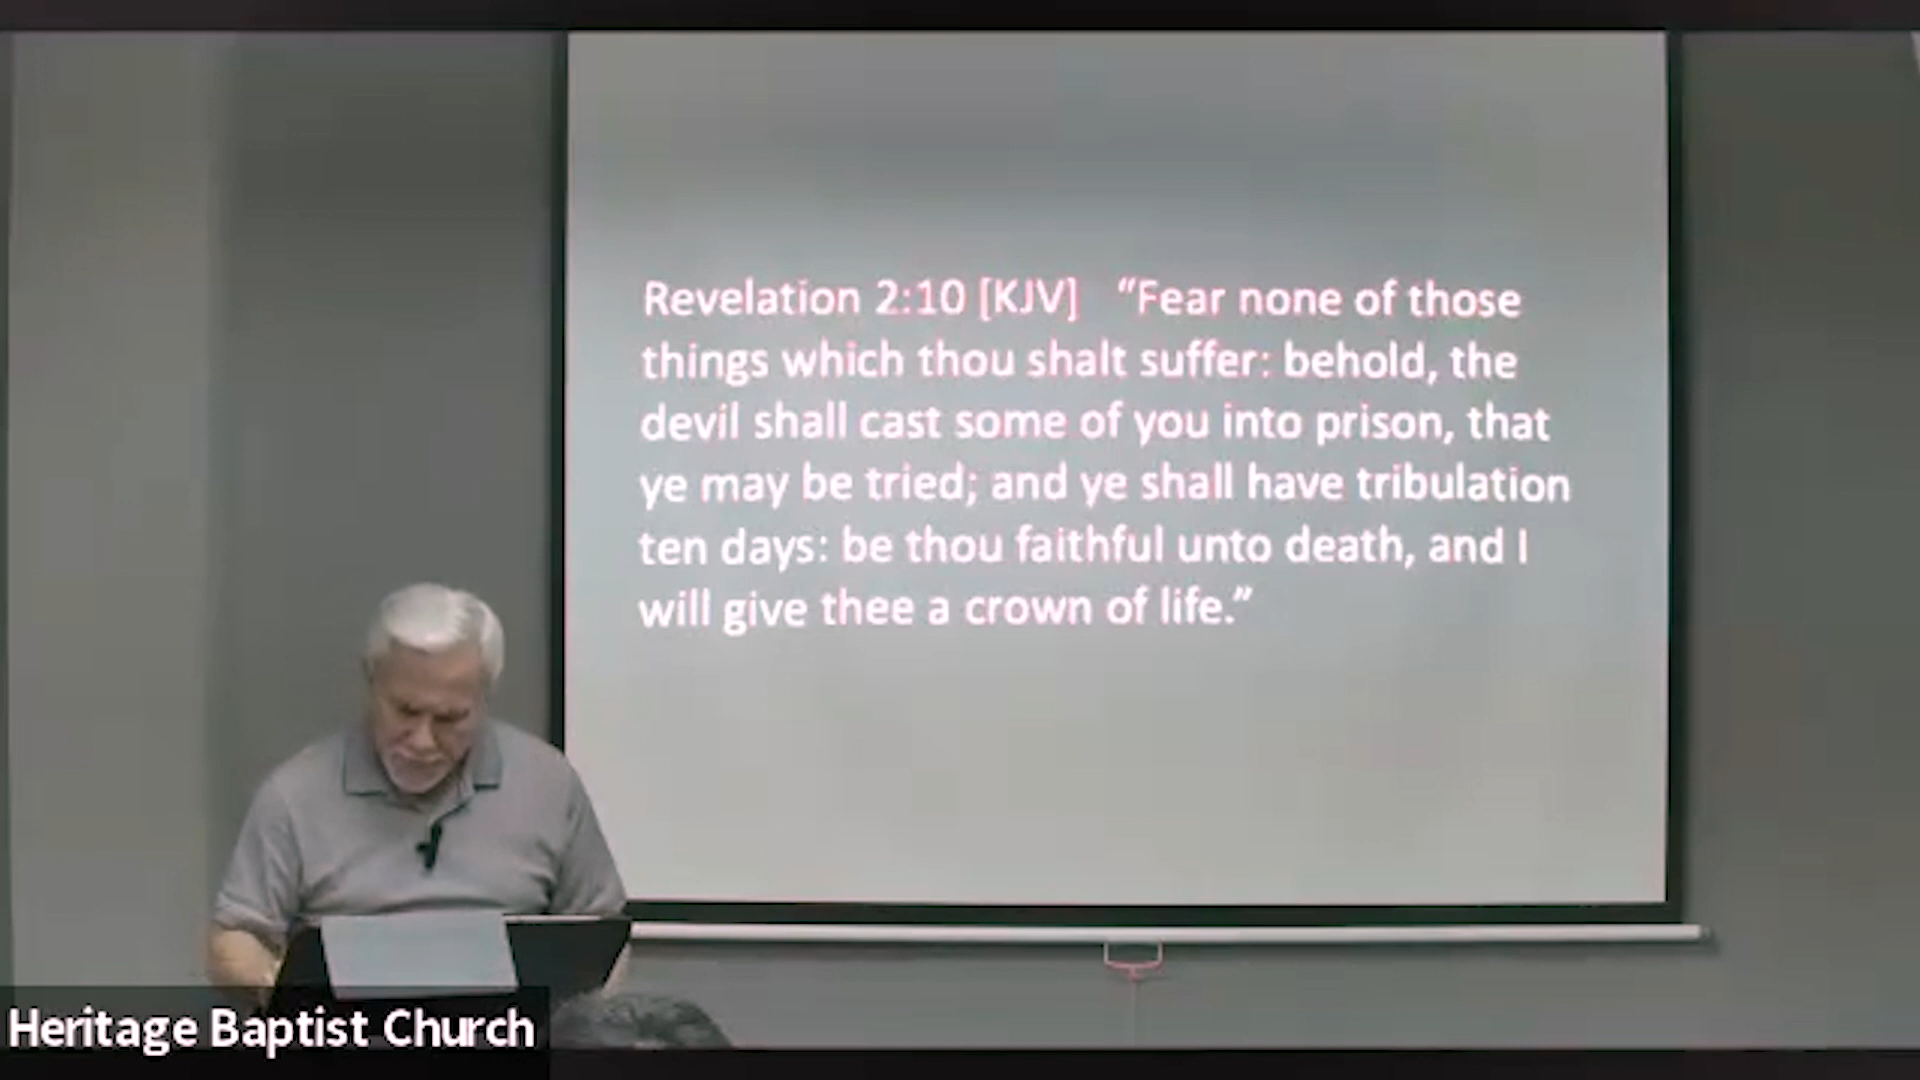 Revelation 2:10 [KJV] “Fear none of those
things which thou shalt suffer: behold, the
devil shall cast some of you into prison, that
ye may be tried; and ye shall have tribulation
ten days: be thou faithful unto death, and I
will give thee a crown of life.”
Heritage Baptist Church